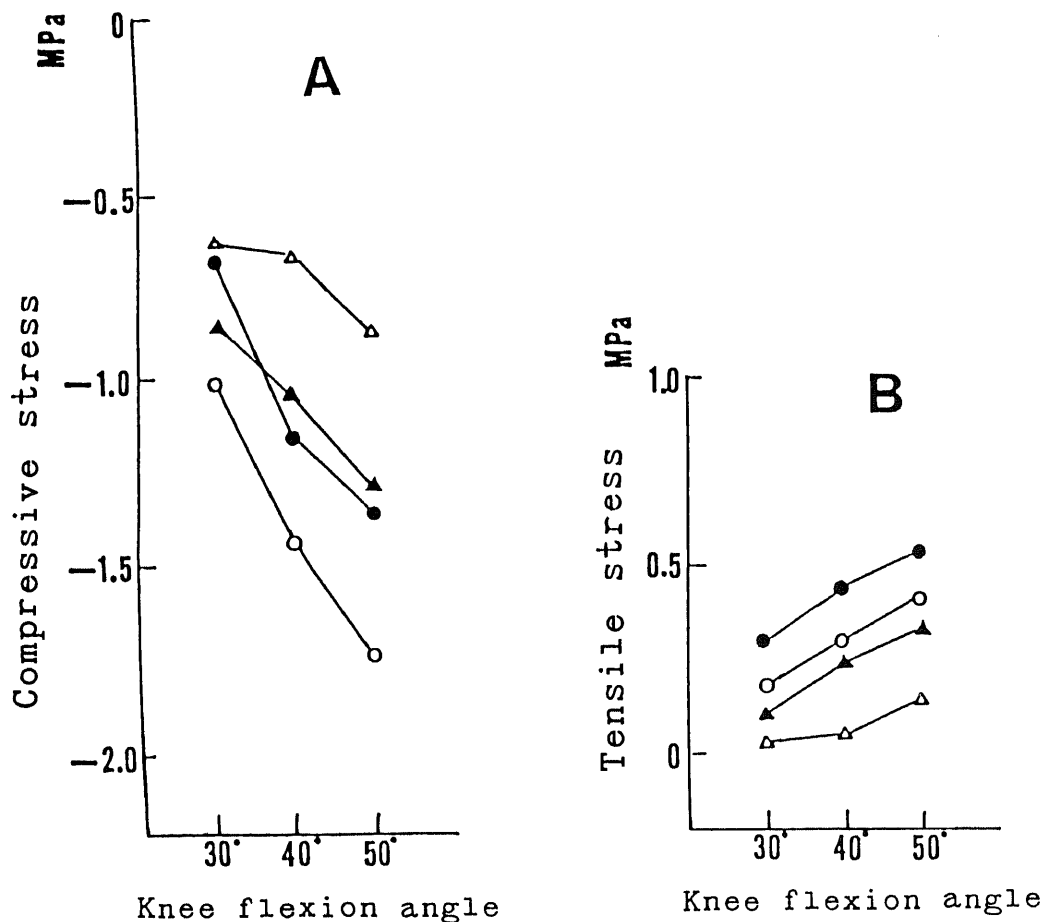 MPa
0
A
—0.5
—1.0
—1.5
—2.0
Compressive stress
30°
40°
50°
Knee flexion angle
MPa
1.0
B
0.5
0
Tensile stress
30°
40°
50°
Knee flexion angle